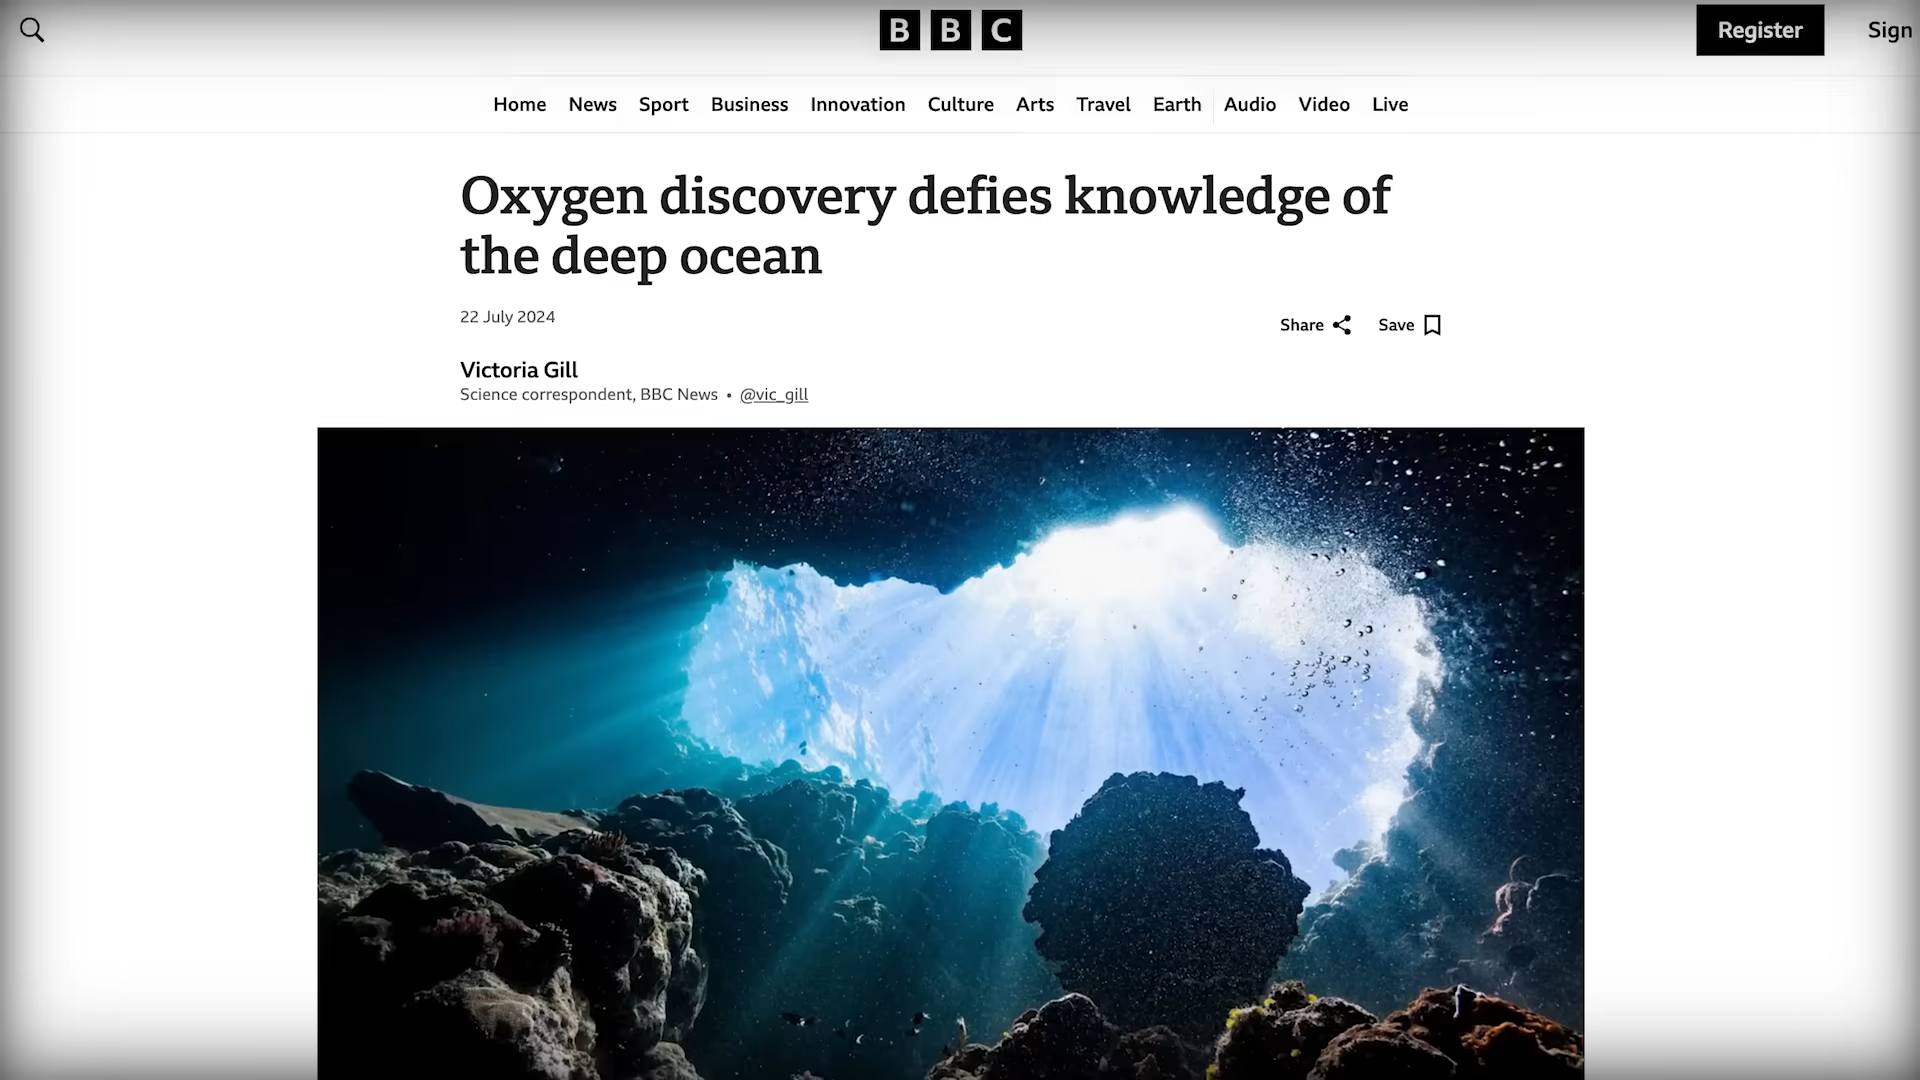 BBC
Register
Sign
Home News Sport Business Innovation Culture Arts Travel Earth Audio Video Live
Oxygen discovery defies knowledge of
the deep ocean
22 July 2024
Share
Save
Victoria Gill
Science correspondent, BBC News • @vic_gill